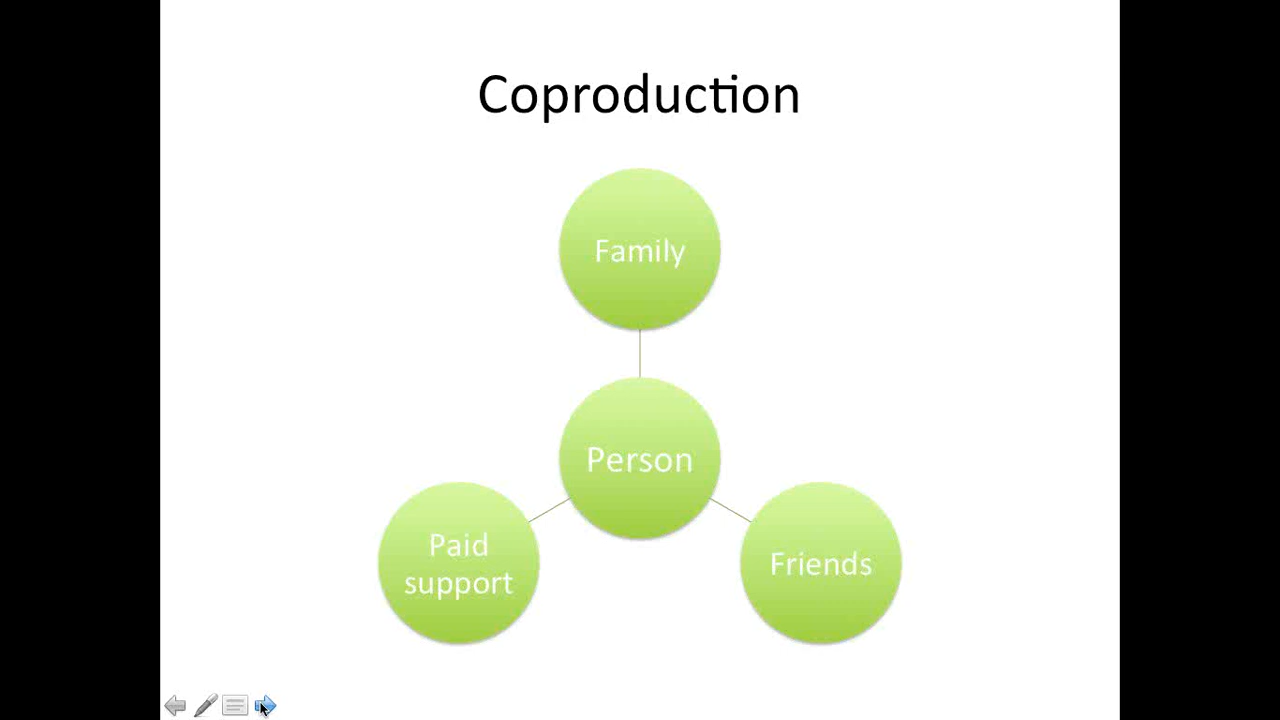 Coproduction
Family
Person
Paid
support
Friends